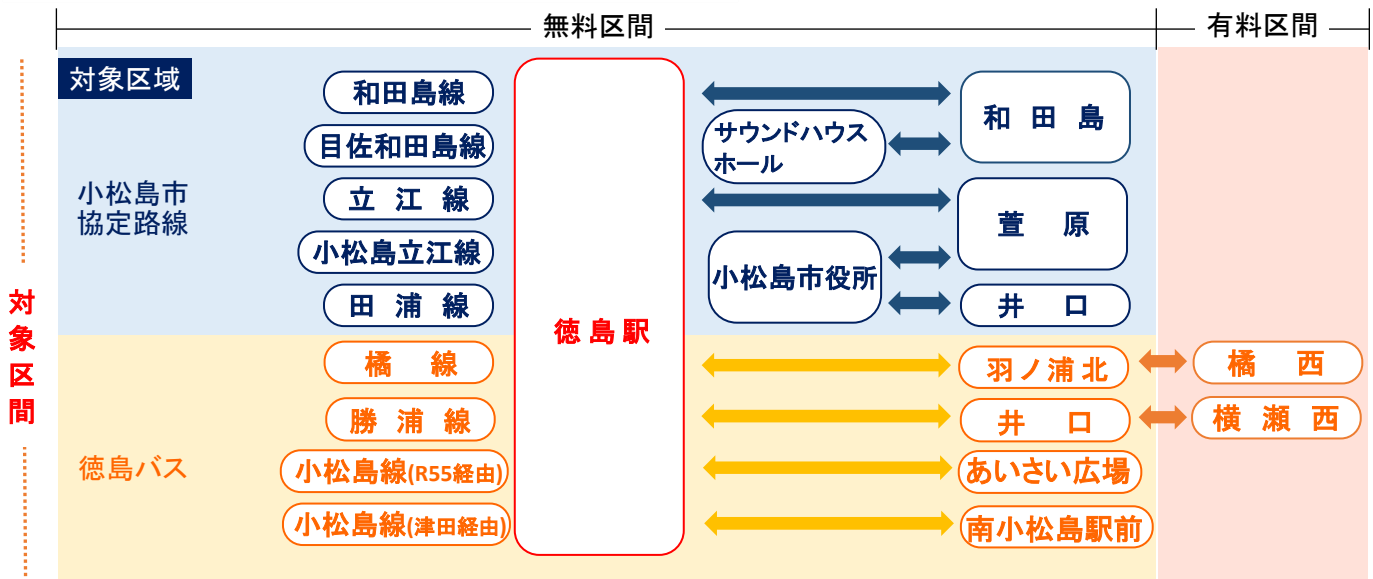 無料区間
有料区間
対象区域
対象区間
小松島市
協定路線
和田島線
目佐和田島線
立江線
小松島立江線
田浦線
徳島駅
サウンドハウス
ホール
小松島市役所
和田島
萱原
井口
徳島バス
橘線
勝浦線
小松島線(R55経由)
小松島線(津田経由)
羽ノ浦北
井口
あいさい広場
南小松島駅前
橘西
横瀬西